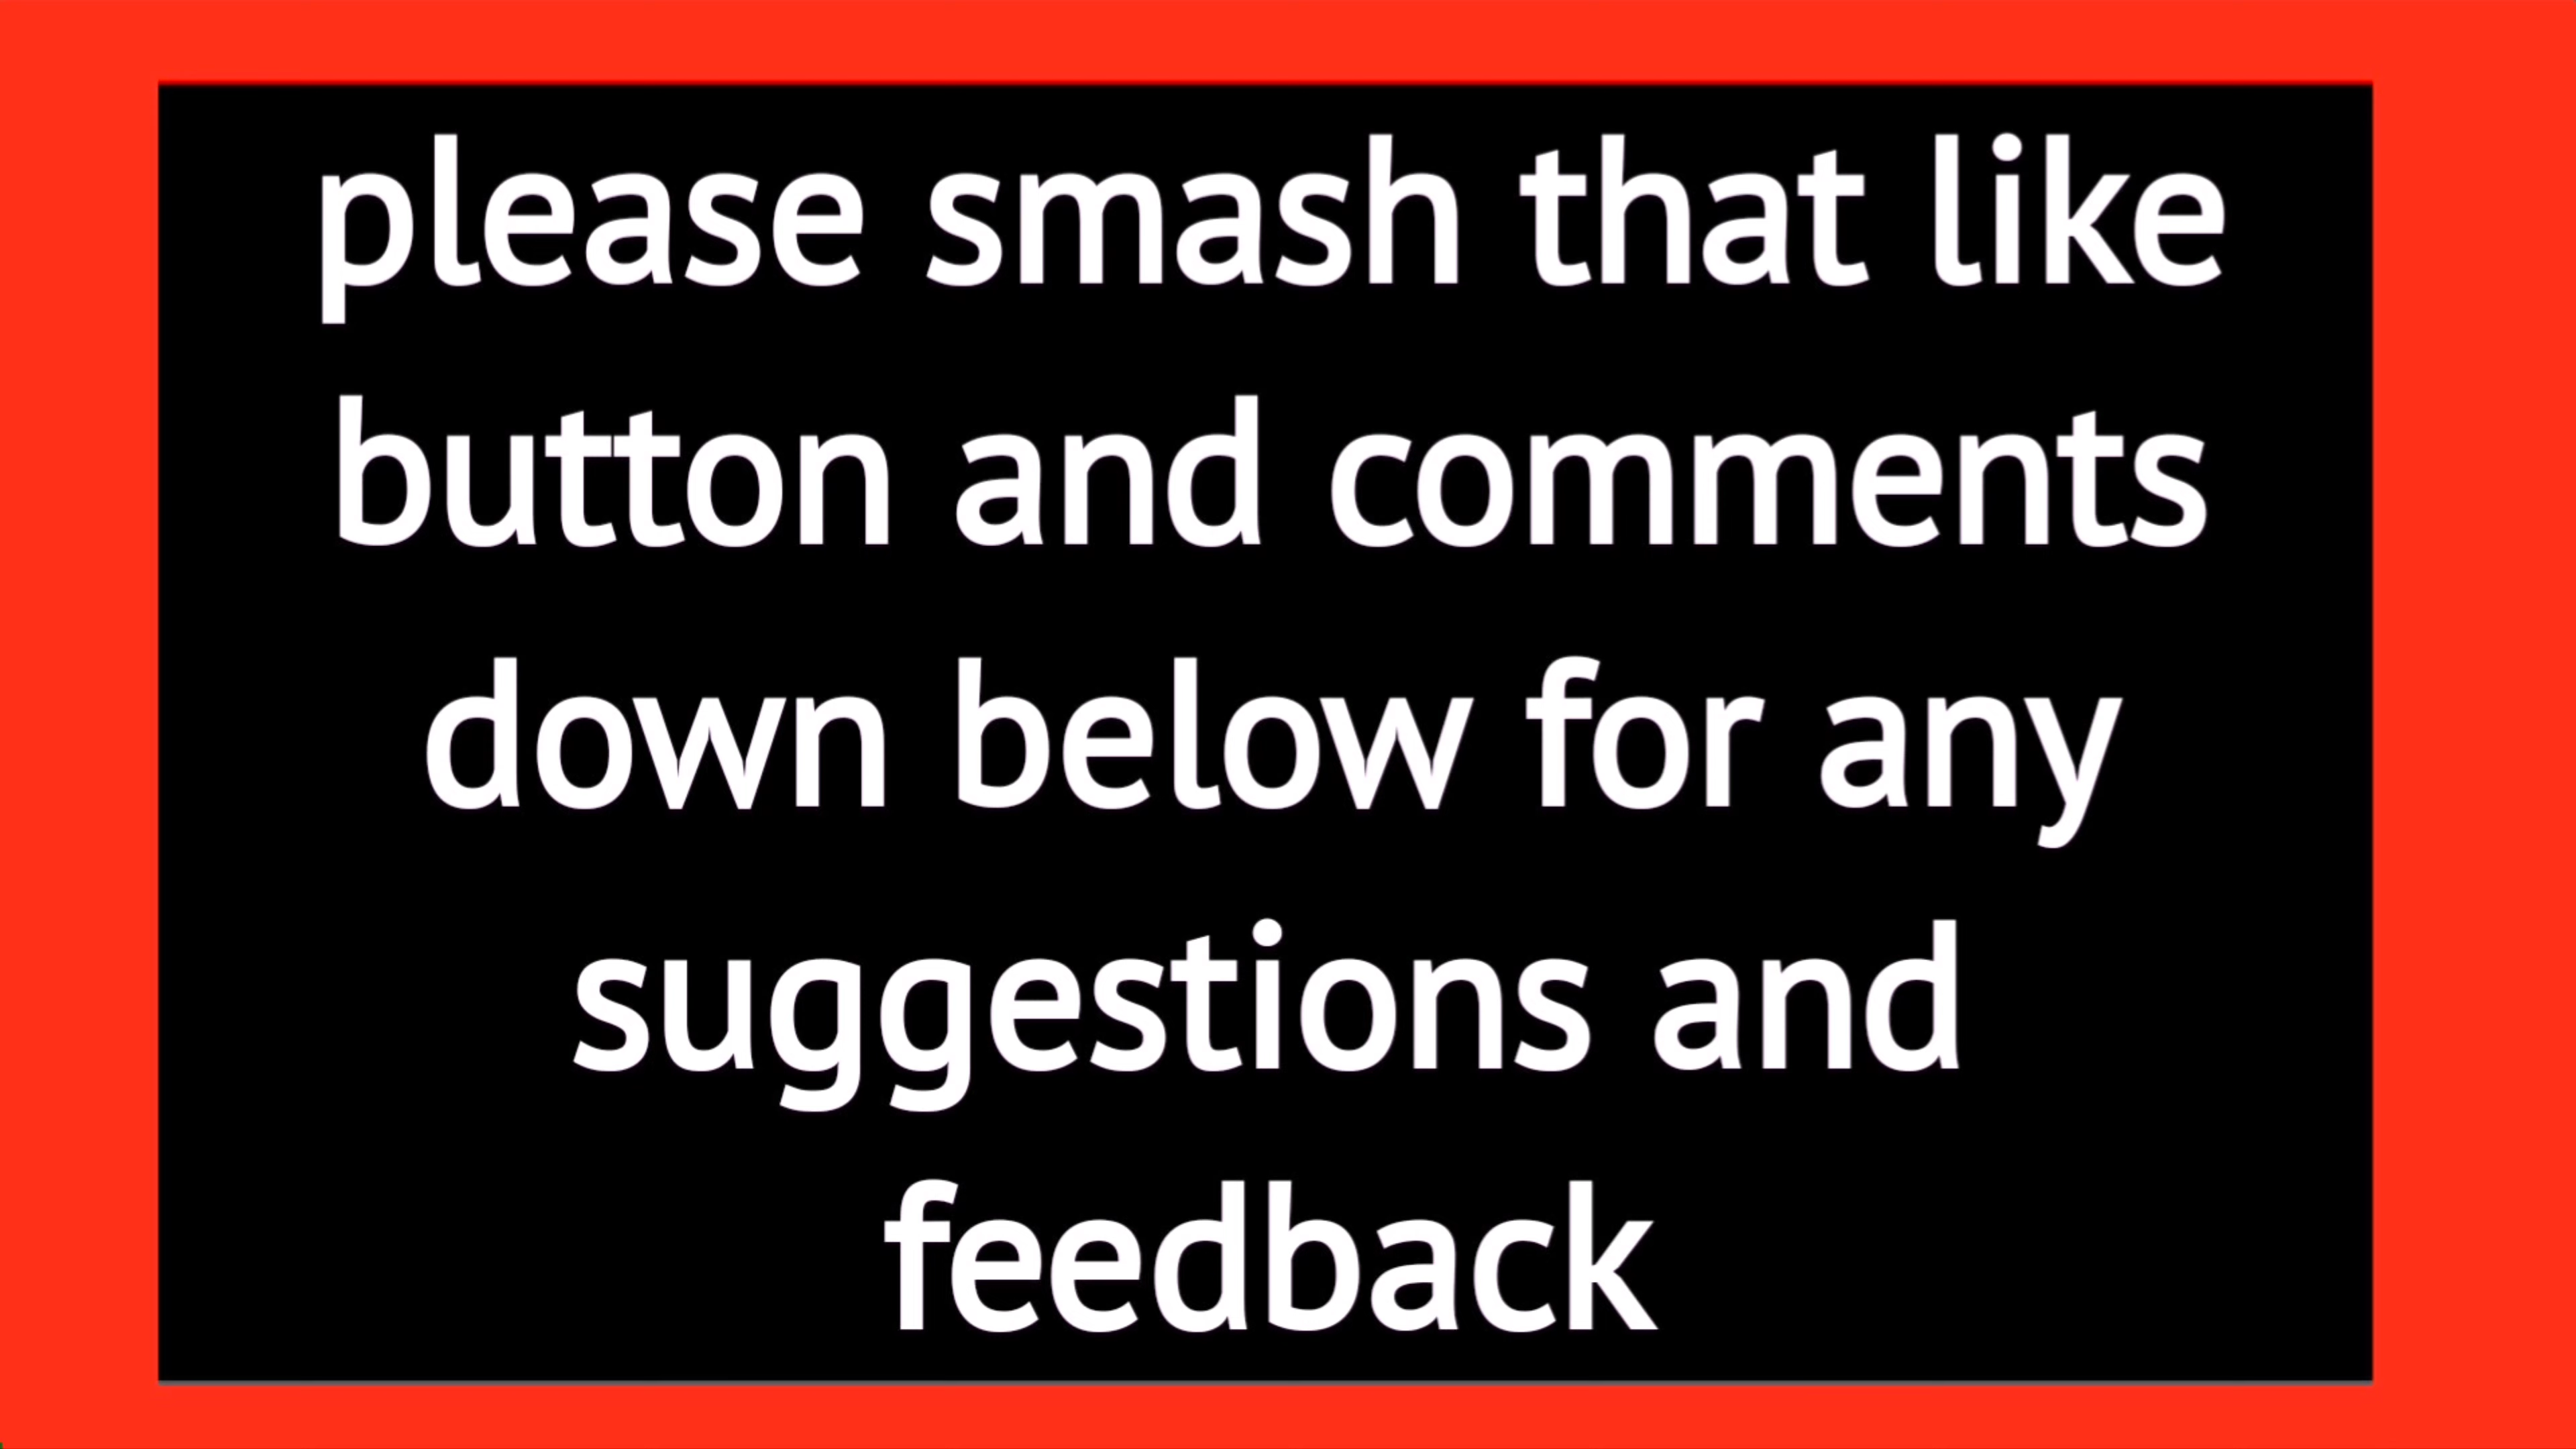 please smash that like
button and comments
down below for any
suggestions and
feedback